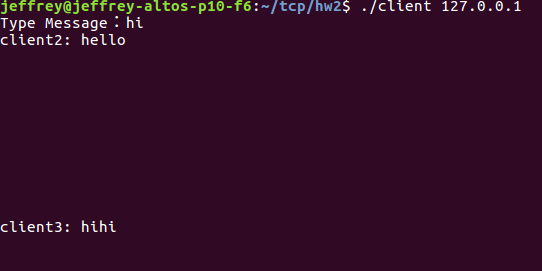 jeffrey@jeffrey-altos-p10-f6:~/tcp/hw2$ ./client 127.0.0.1
Type Message：hi
client2: hello
client3: hihi